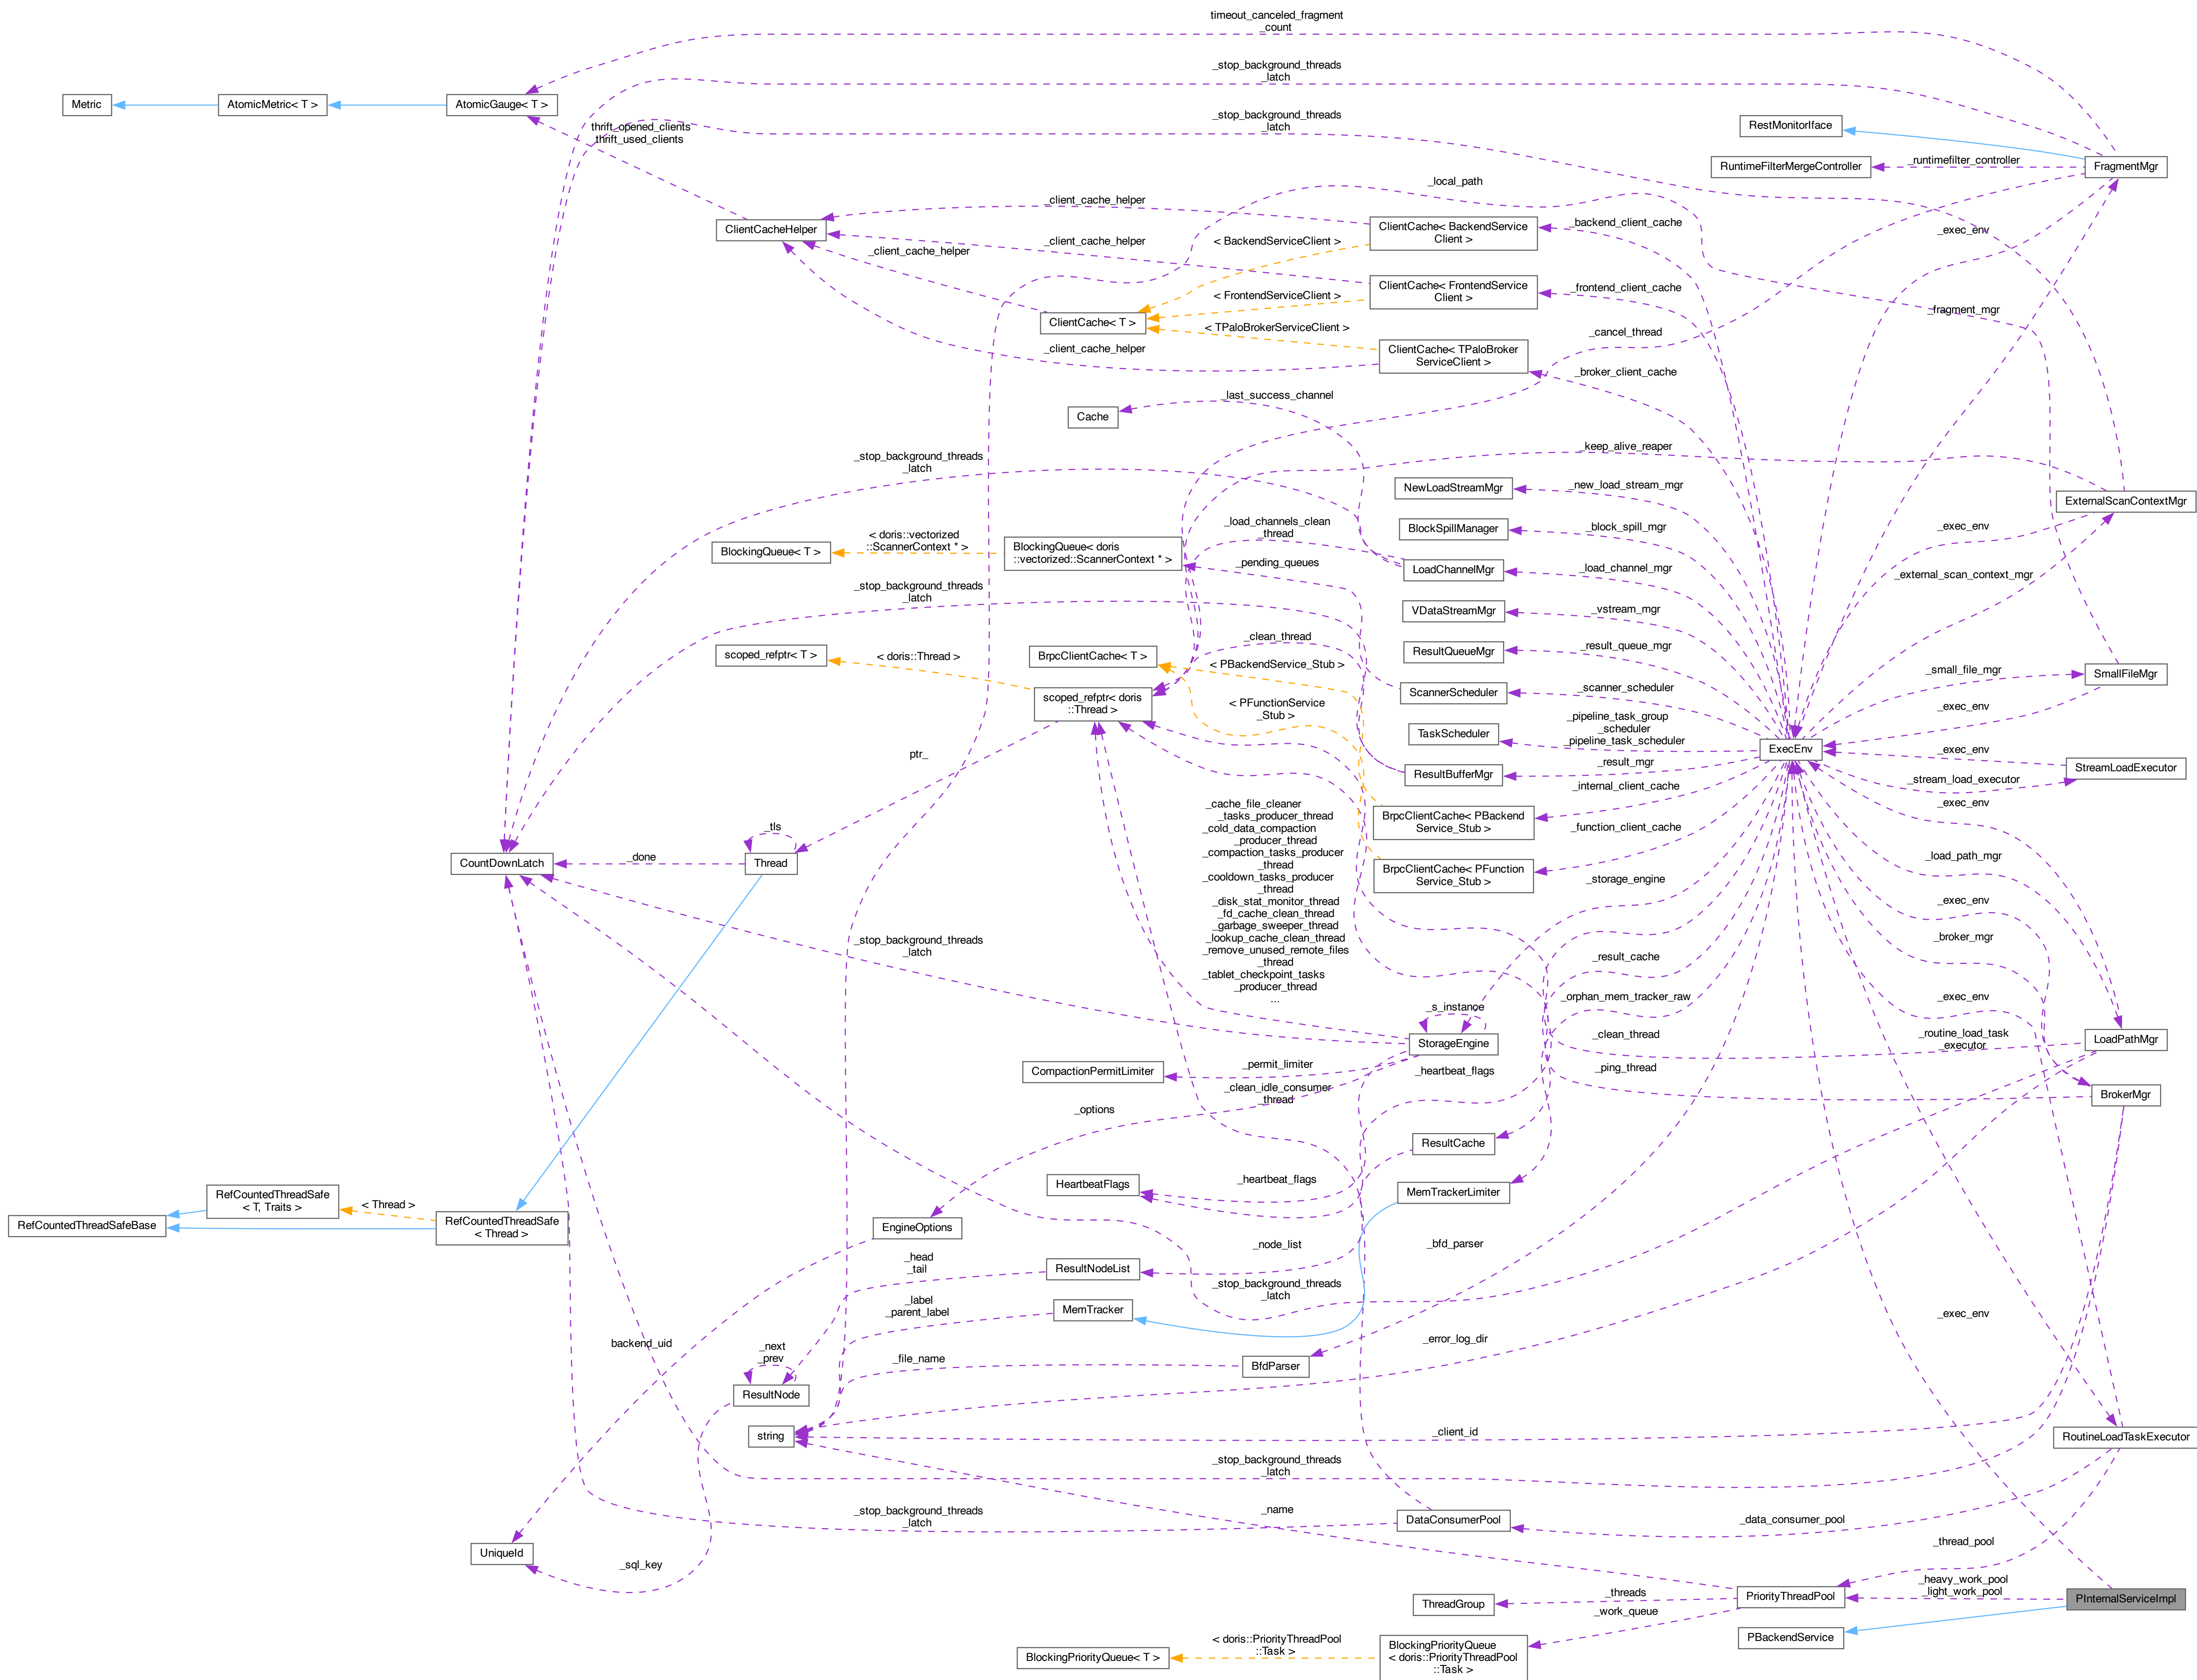 timeout_canceled_fragment
_count
_stop_background_threads
_latch
Metric
AtomicMetric< T >
AtomicGauge< T >
_stop_background_threads
_latch
thrift_opened_clients
thrift_used_clients
RestMonitorIface
RuntimeFilterMergeController
_runtimefilter_controller
FragmentMgr
_local_path
_client_cache_helper
ClientCacheHelper
ClientCache< BackendService
Client >
_backend_client_cache
_exec_env
< BackendServiceClient >
_client_cache_helper
_client_cache_helper
ClientCache< FrontendService
Client >
_frontend_client_cache
< FrontendServiceClient >
_fragment_mgr
ClientCache< T >
< TPaloBrokerServiceClient >
_cancel_thread
_client_cache_helper
ClientCache< TPaloBroker
ServiceClient >
_broker_client_cache
_last_success_channel
Cache
_keep_alive_reaper
_stop_background_threads
_latch
NewLoadStreamMgr
_new_load_stream_mgr
ExternalScanContextMgr
BlockSpillManager
_block_spill_mgr
_exec_env
_load_channels_clean
_thread
< doris::vectorized
::ScannerContext * >
BlockingQueue< T >
BlockingQueue< doris
::vectorized::ScannerContext * >
_pending_queues
LoadChannelMgr
_load_channel_mgr
_external_scan_context_mgr
_stop_background_threads
_latch
VDataStreamMgr
_vstream_mgr
_clean_thread
ResultQueueMgr
_result_queue_mgr
scoped_refptr< T >
< doris::Thread >
BrpcClientCache< T >
< PBackendService_Stub >
_small_file_mgr
SmallFileMgr
scoped_refptr< doris
::Thread >
ScannerScheduler
_scanner_scheduler
< PFunctionService
_Stub >
_exec_env
TaskScheduler
_pipeline_task_group
_scheduler
_pipeline_task_scheduler
ExecEnv
_exec_env
ptr_
ResultBufferMgr
_result_mgr
StreamLoadExecutor
_stream_load_executor
_internal_client_cache
_exec_env
_cache_file_cleaner
_tasks_producer_thread
_cold_data_compaction
_producer_thread
_compaction_tasks_producer
_thread
_cooldown_tasks_producer
_thread
_disk_stat_monitor_thread
_fd_cache_clean_thread
_garbage_sweeper_thread
_lookup_cache_clean_thread
_remove_unused_remote_files
_thread
_tablet_checkpoint_tasks
_producer_thread
...
BrpcClientCache< PBackend
Service_Stub >
_function_client_cache
_tls
CountDownLatch
_done
Thread
BrpcClientCache< PFunction
Service_Stub >
_load_path_mgr
_storage_engine
_exec_env
_stop_background_threads
_latch
_broker_mgr
_result_cache
_orphan_mem_tracker_raw
_exec_env
_s_instance
StorageEngine
_clean_thread
_routine_load_task
_executor
LoadPathMgr
CompactionPermitLimiter
_permit_limiter
_heartbeat_flags
_ping_thread
_clean_idle_consumer
_thread
BrokerMgr
_options
ResultCache
HeartbeatFlags
_heartbeat_flags
MemTrackerLimiter
RefCountedThreadSafe
< T, Traits >
< Thread >
RefCountedThreadSafeBase
RefCountedThreadSafe
< Thread >
EngineOptions
_head
_tail
_node_list
_bfd_parser
ResultNodeList
_stop_background_threads
_latch
_label
_parent_label
MemTracker
_exec_env
backend_uid
_next
_prev
_file_name
BfdParser
_error_log_dir
ResultNode
string
_client_id
RoutineLoadTaskExecutor
_stop_background_threads
_latch
_stop_background_threads
_latch
_name
DataConsumerPool
_data_consumer_pool
UniqueId
_sql_key
_thread_pool
_heavy_work_pool
_light_work_pool
ThreadGroup
_threads
PriorityThreadPool
PInternalServiceImpl
_work_queue
PBackendService
< doris::PriorityThreadPool
::Task >
BlockingPriorityQueue< T >
BlockingPriorityQueue
< doris::PriorityThreadPool
::Task >